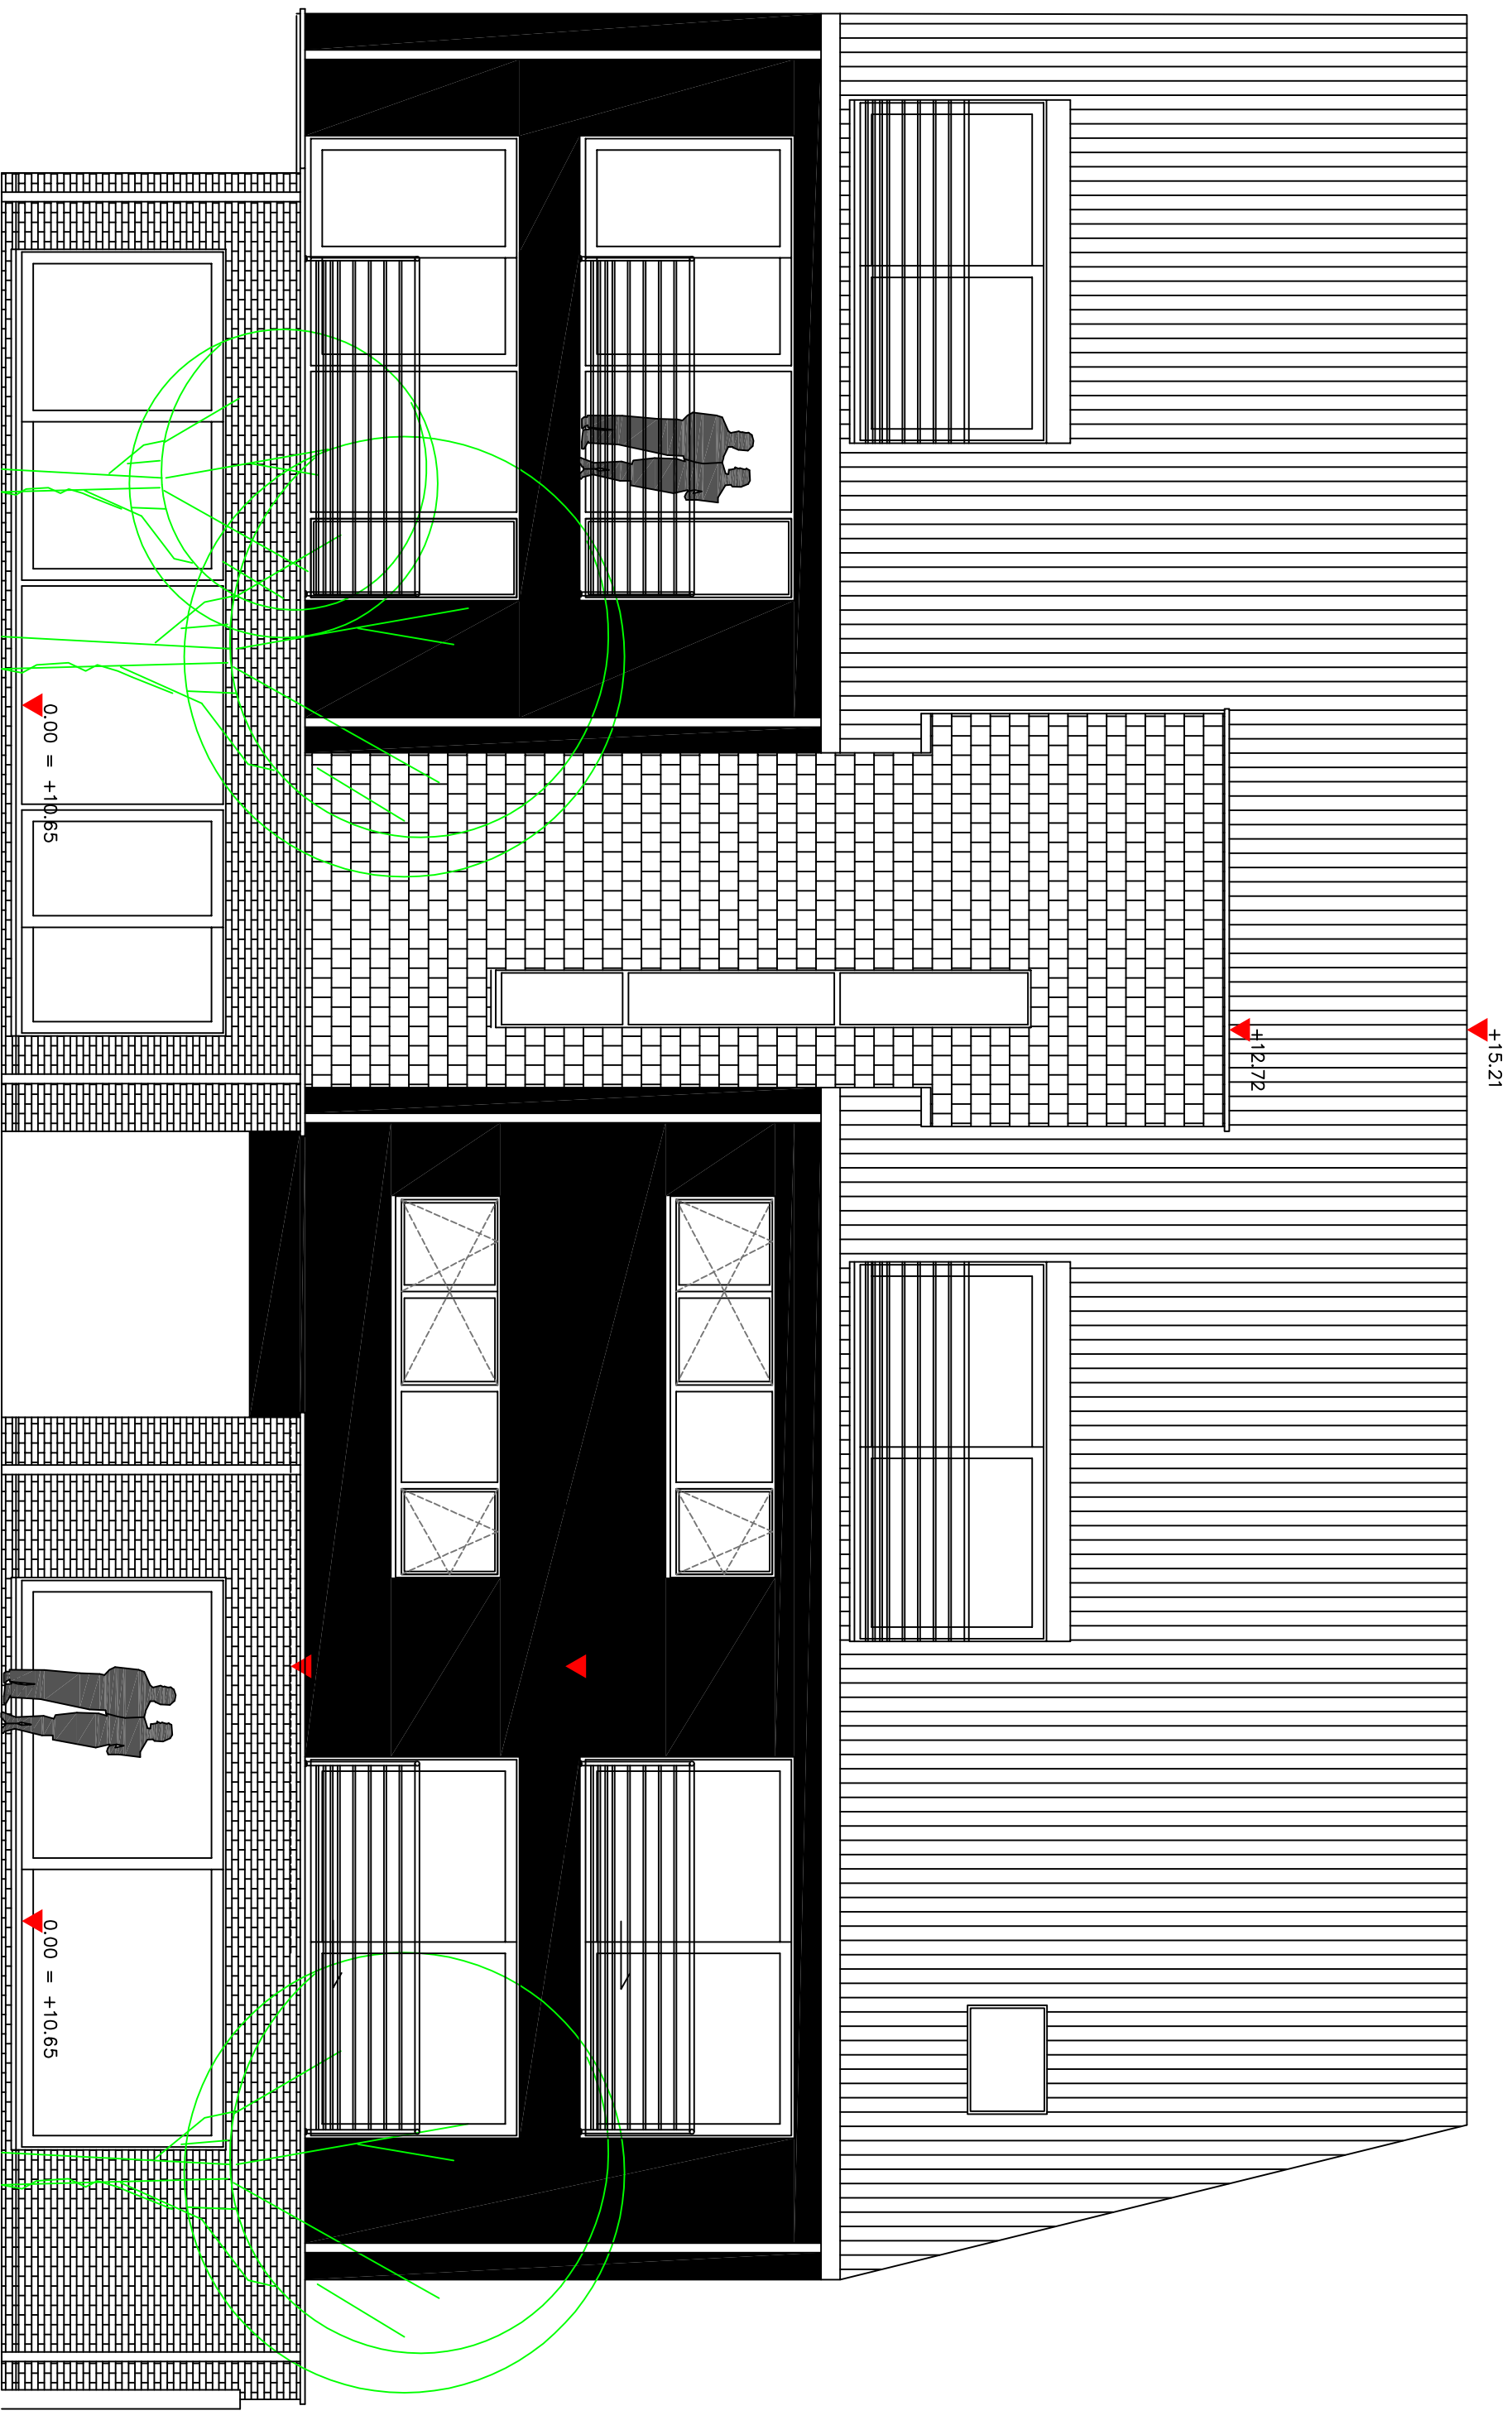 +15.21
+12.72
0.00 = +10.65
0.00 = +10.65